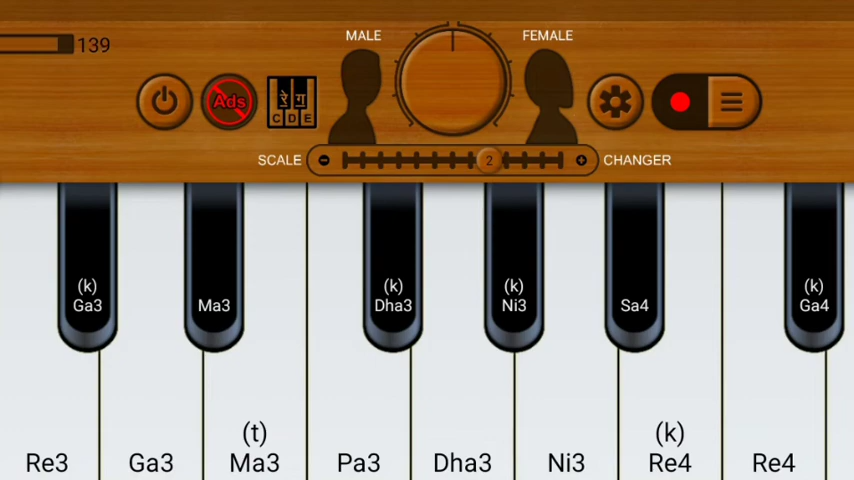 MALE
FEMALE
139
Ads
रे ग
C D E
SCALE
2
CHANGER
(k)
Ga3
Ma3
(k)
Dha3
(k)
Ni3
Sa4
(k)
Ga4
(t)
(k)
Re3 Ga3 Ma3 Pa3 Dha3 Ni3 Re4 Re4